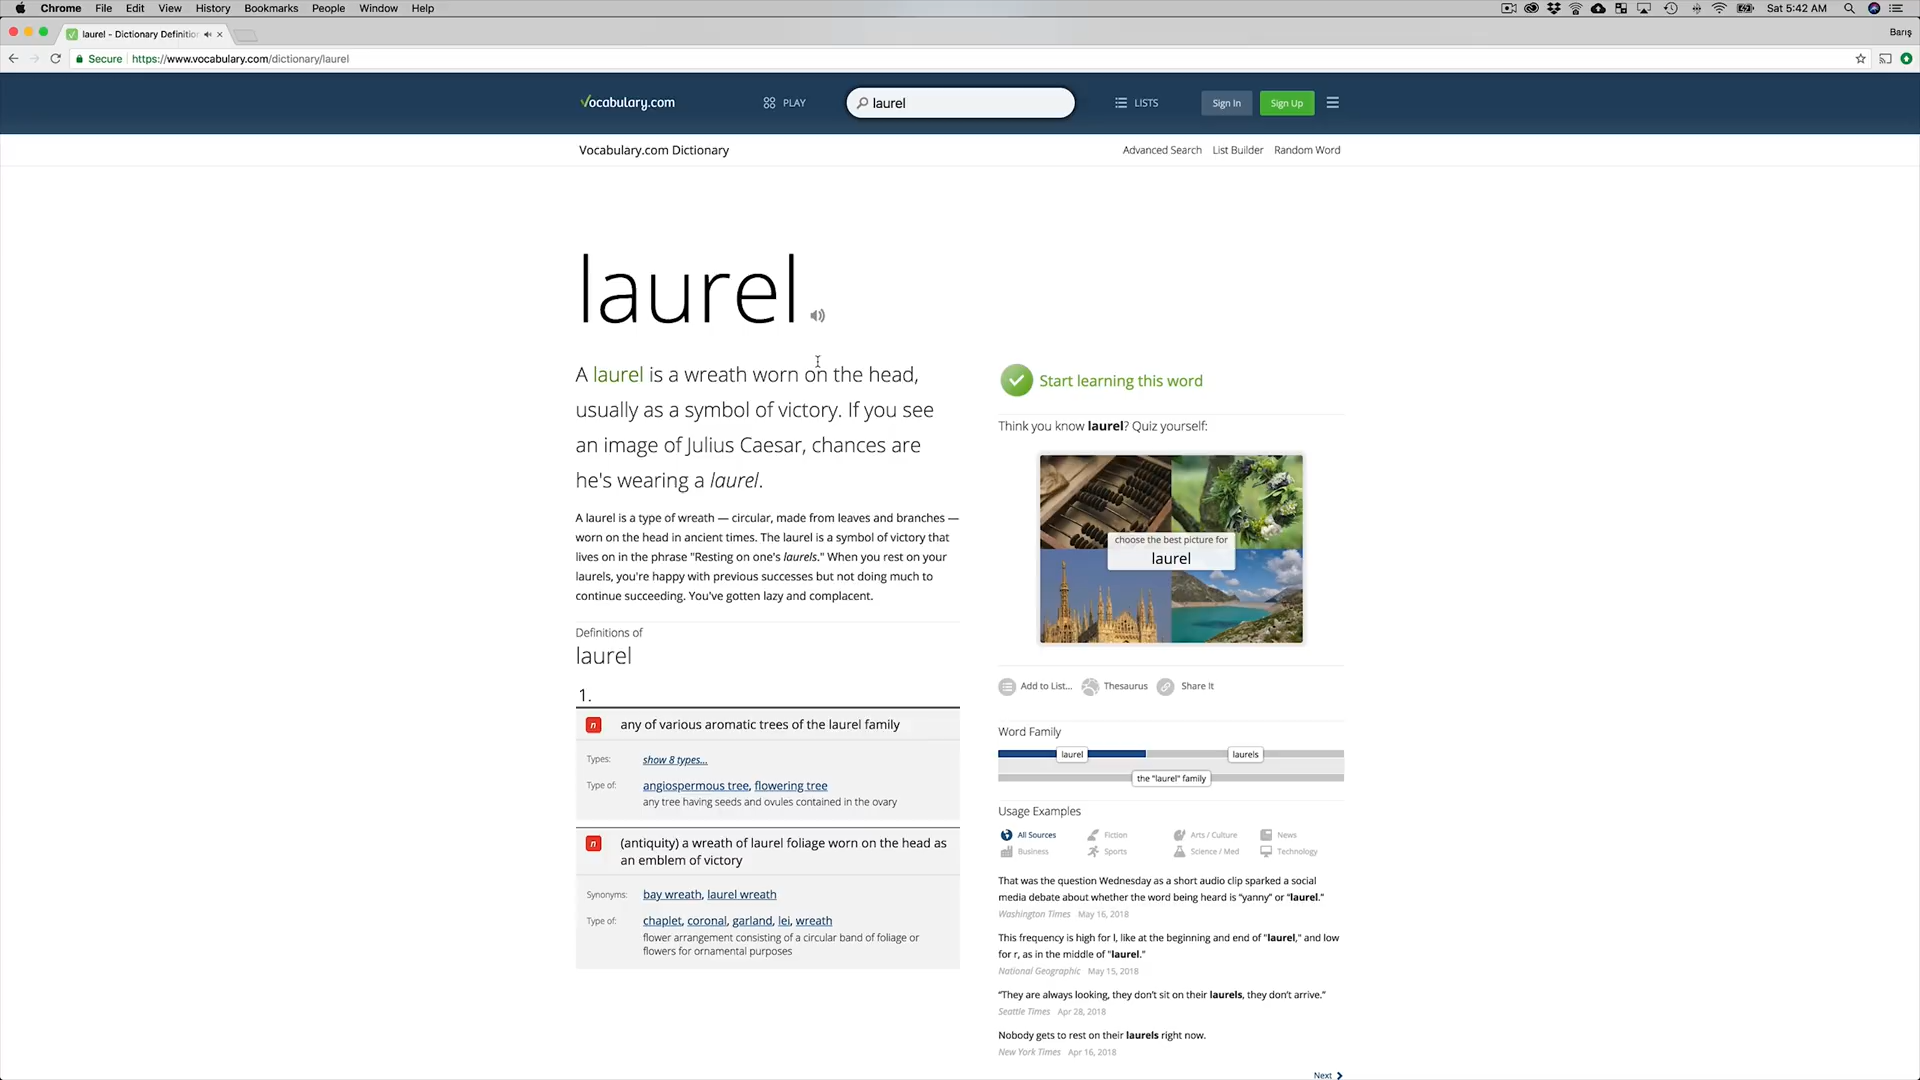 Chrome File Edit View History Bookmarks People Window Help Sat 5:42 AM
laurel - Dictionary Definitio
Barış
Secure https://www.vocabulary.com/dictionary/laurel
Vocabulary.com PLAY laurel LISTS Sign In Sign Up
Vocabulary.com Dictionary Advanced Search List Builder Random Word
laurel
A laurel is a wreath worn on the head,
usually as a symbol of victory. If you see
an image of Julius Caesar, chances are
he's wearing a laurel.
A laurel is a type of wreath — circular, made from leaves and branches —
worn on the head in ancient times. The laurel is a symbol of victory that
lives on in the phrase "Resting on one's laurels." When you rest on your
laurels, you're happy with previous successes but not doing much to
continue succeeding. You've gotten lazy and complacent.
Definitions of
laurel
1.
n any of various aromatic trees of the laurel family
Types: show 8 types...
Type of: angiospermous tree, flowering tree
any tree having seeds and ovules contained in the ovary
n (antiquity) a wreath of laurel foliage worn on the head as
an emblem of victory
Synonyms: bay wreath, laurel wreath
Type of: chaplet, coronal, garland, lei, wreath
flower arrangement consisting of a circular band of foliage or
flowers for ornamental purposes
Start learning this word
Think you know laurel? Quiz yourself:
choose the best picture for
laurel
Add to List... Thesaurus Share It
Word Family
laurel laurels
the "laurel" family
Usage Examples
All Sources Fiction Arts / Culture News
Business Sports Science / Med Technology
That was the question Wednesday as a short audio clip sparked a social
media debate about whether the word being heard is “yanny” or “laurel.”
Washington Times May 16, 2018
This frequency is high for l, like at the beginning and end of "laurel," and low
for r, as in the middle of "laurel."
National Geographic May 15, 2018
“They are always looking, they don’t sit on their laurels, they don’t arrive.”
Seattle Times Apr 28, 2018
Nobody gets to rest on their laurels right now.
New York Times Apr 16, 2018
Next